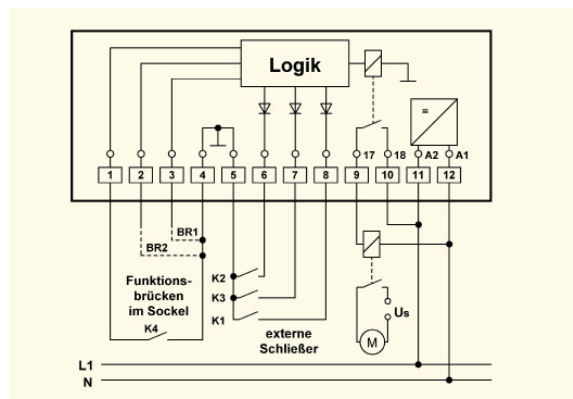 Logik
=
17 18 A2 A1
1 2 3 4 5 6 7 8 9 10 11 12
BR1
BR2
K2
Funktions-
brücken
im Sockel
K3
Us
K1
K4
externe
Schließer
M
L1
N